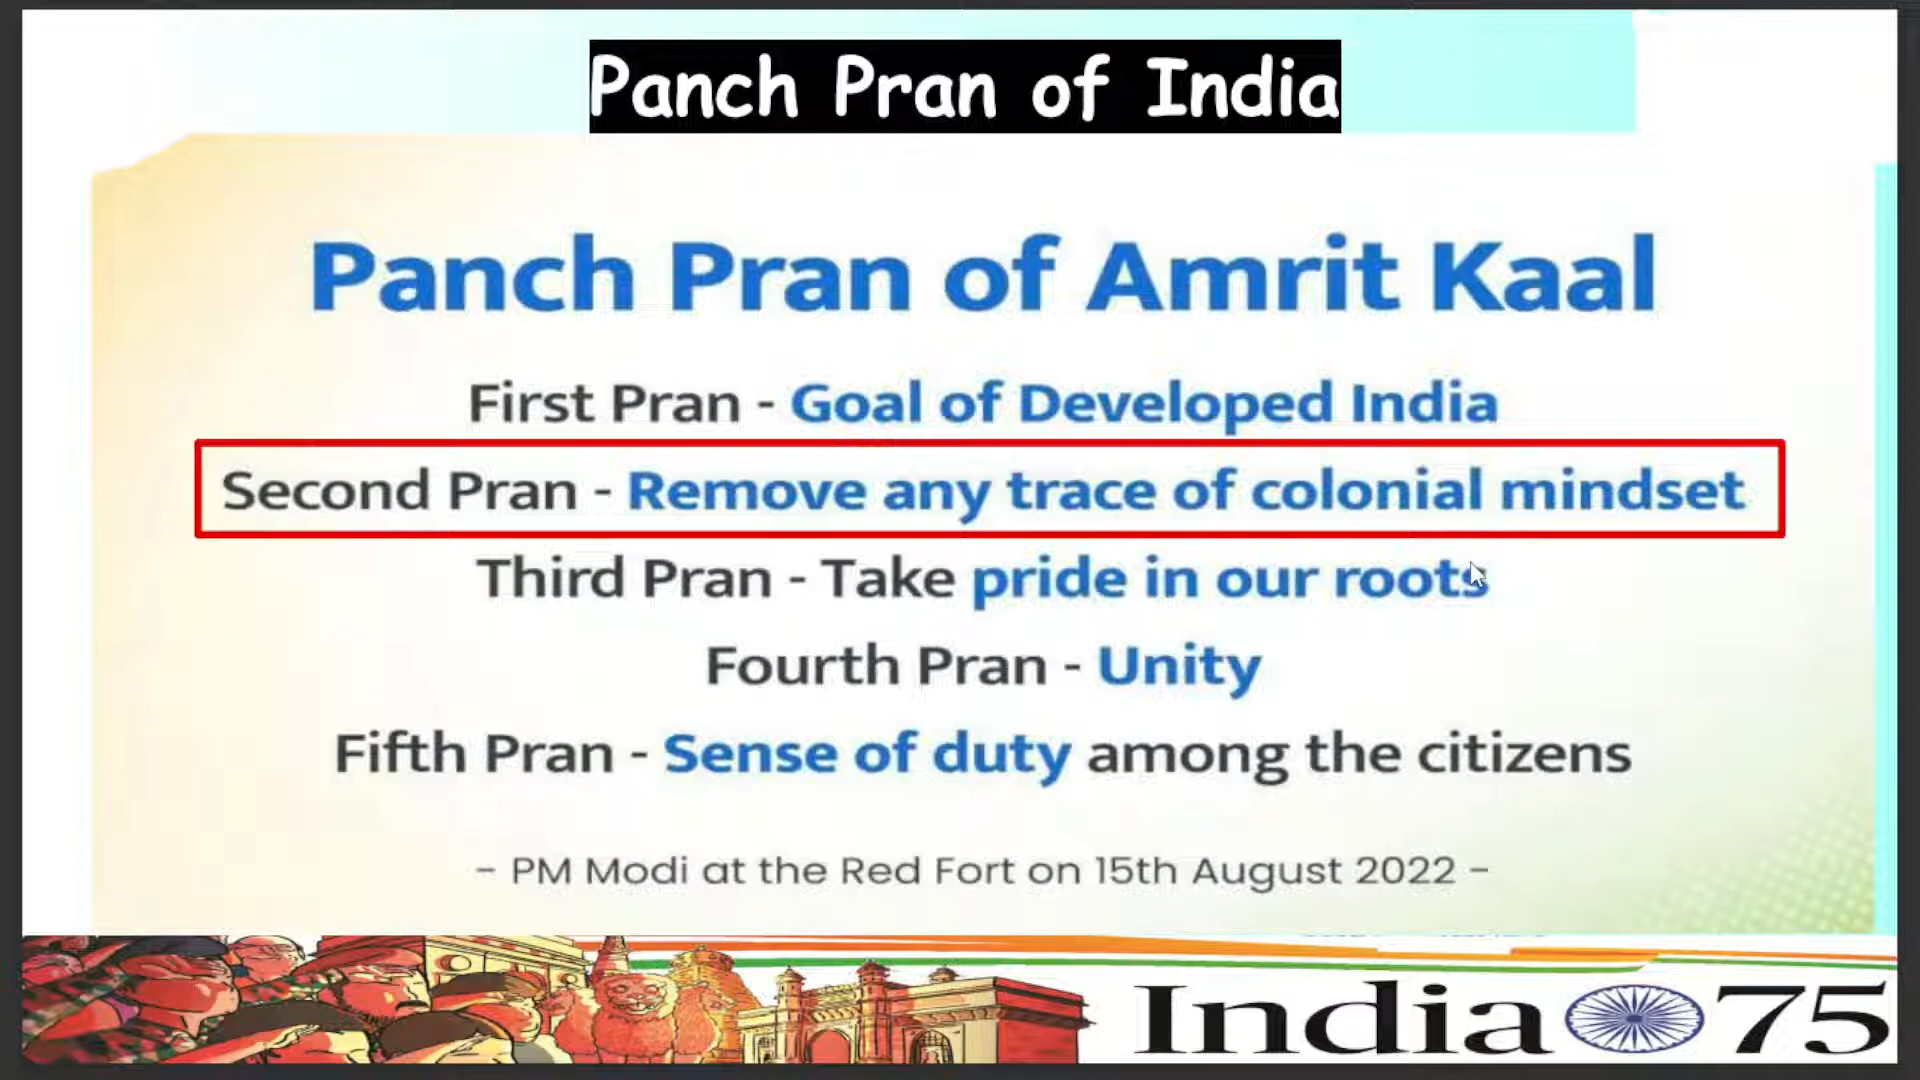 Panch Pran of India
Panch Pran of Amrit Kaal
First Pran - Goal of Developed India
Second Pran - Remove any trace of colonial mindset
Third Pran - Take pride in our roots
Fourth Pran - Unity
Fifth Pran - Sense of duty among the citizens
- PM Modi at the Red Fort on 15th August 2022 -
India 75